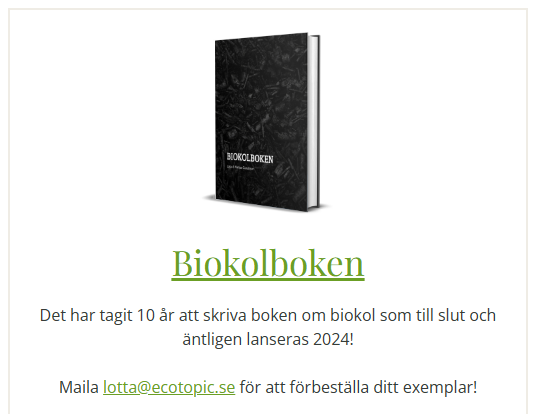 BIOKOLBOKEN
Biokolboken
Det har tagit 10 år att skriva boken om biokol som till slut och
äntligen lanseras 2024!
Maila lotta@ecotopic.se för att förbeställa ditt exemplar!